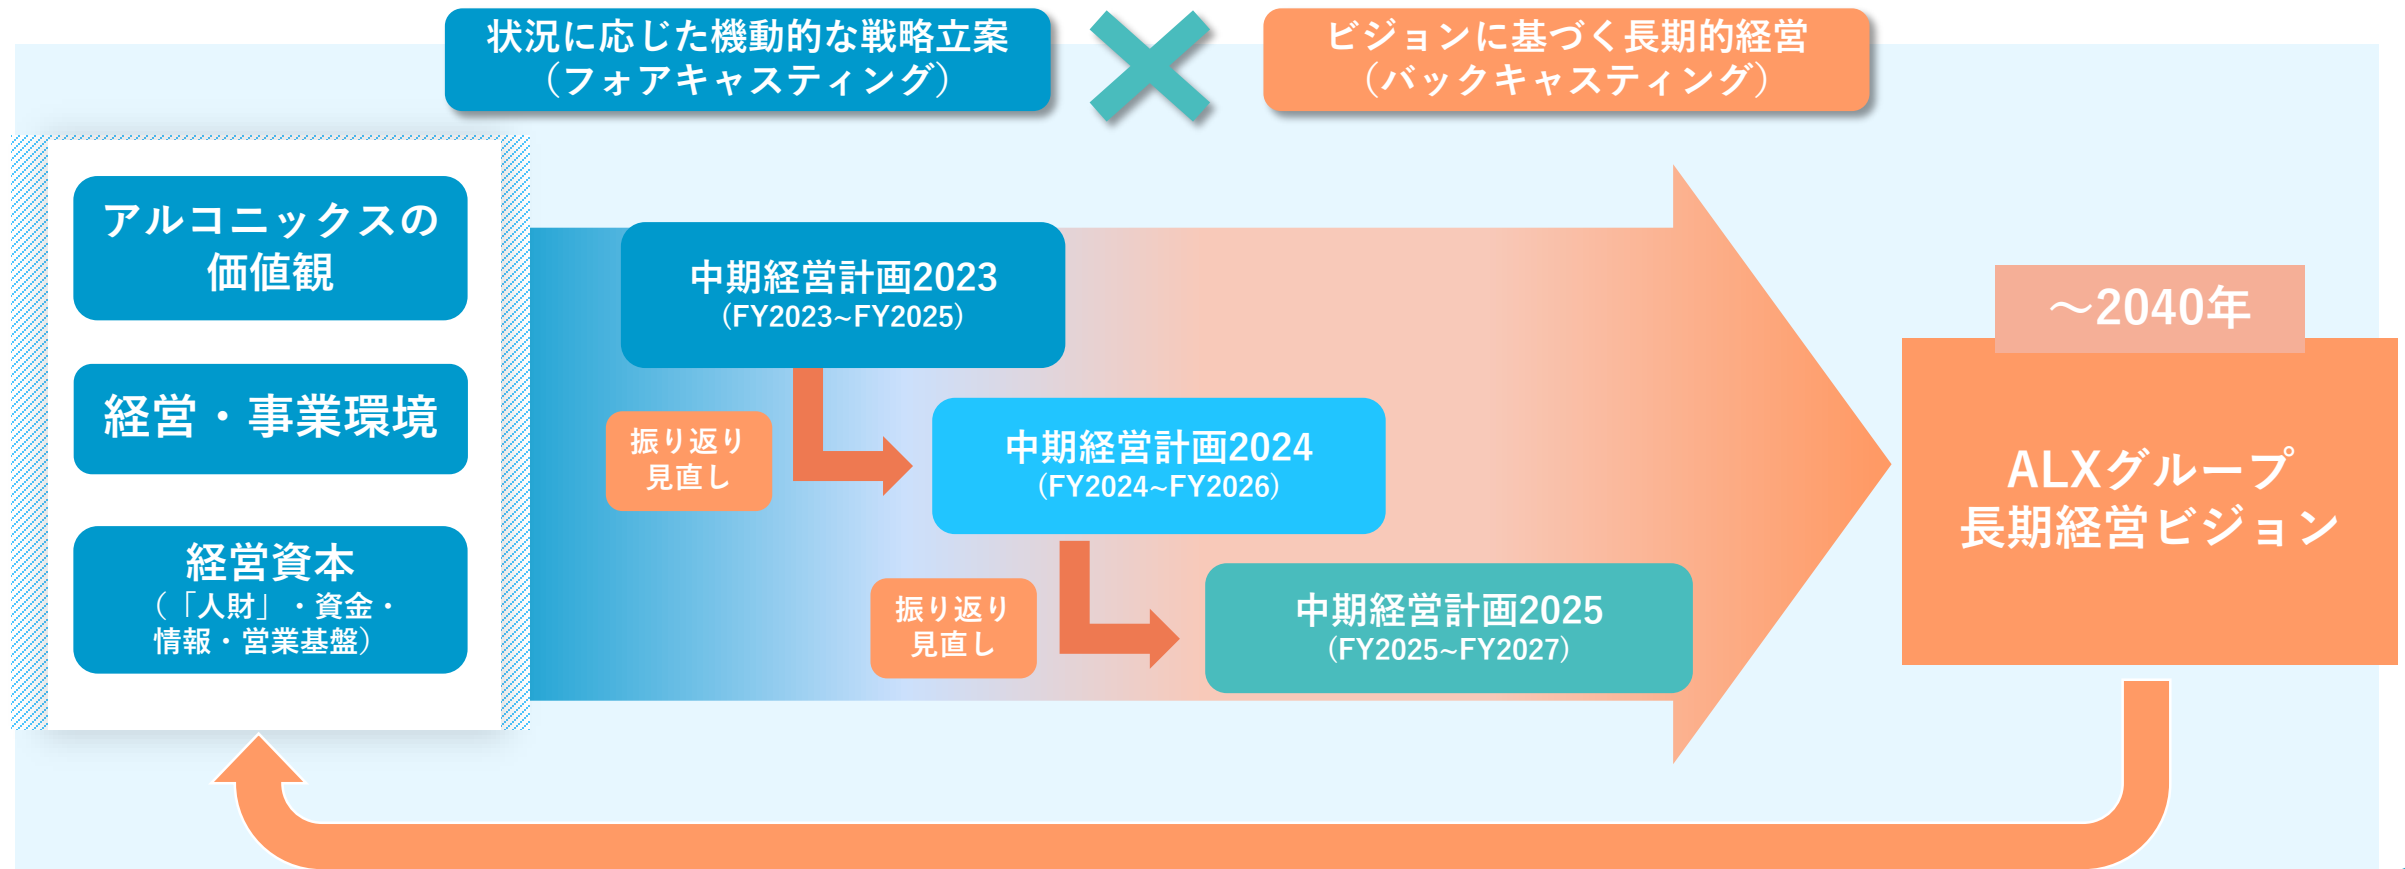 状況に応じた機動的な戦略立案
（フォアキャスティング）
ビジョンに基づく長期的経営
（バックキャスティング）
アルコニックスの
価値観
経営・事業環境
経営資本
（「人財」・資金・
情報・営業基盤）
中期経営計画2023
（FY2023~FY2025）
振り返り
見直し
中期経営計画2024
（FY2024~FY2026）
振り返り
見直し
中期経営計画2025
（FY2025~FY2027）
～2040年
ALXグループ
長期経営ビジョン